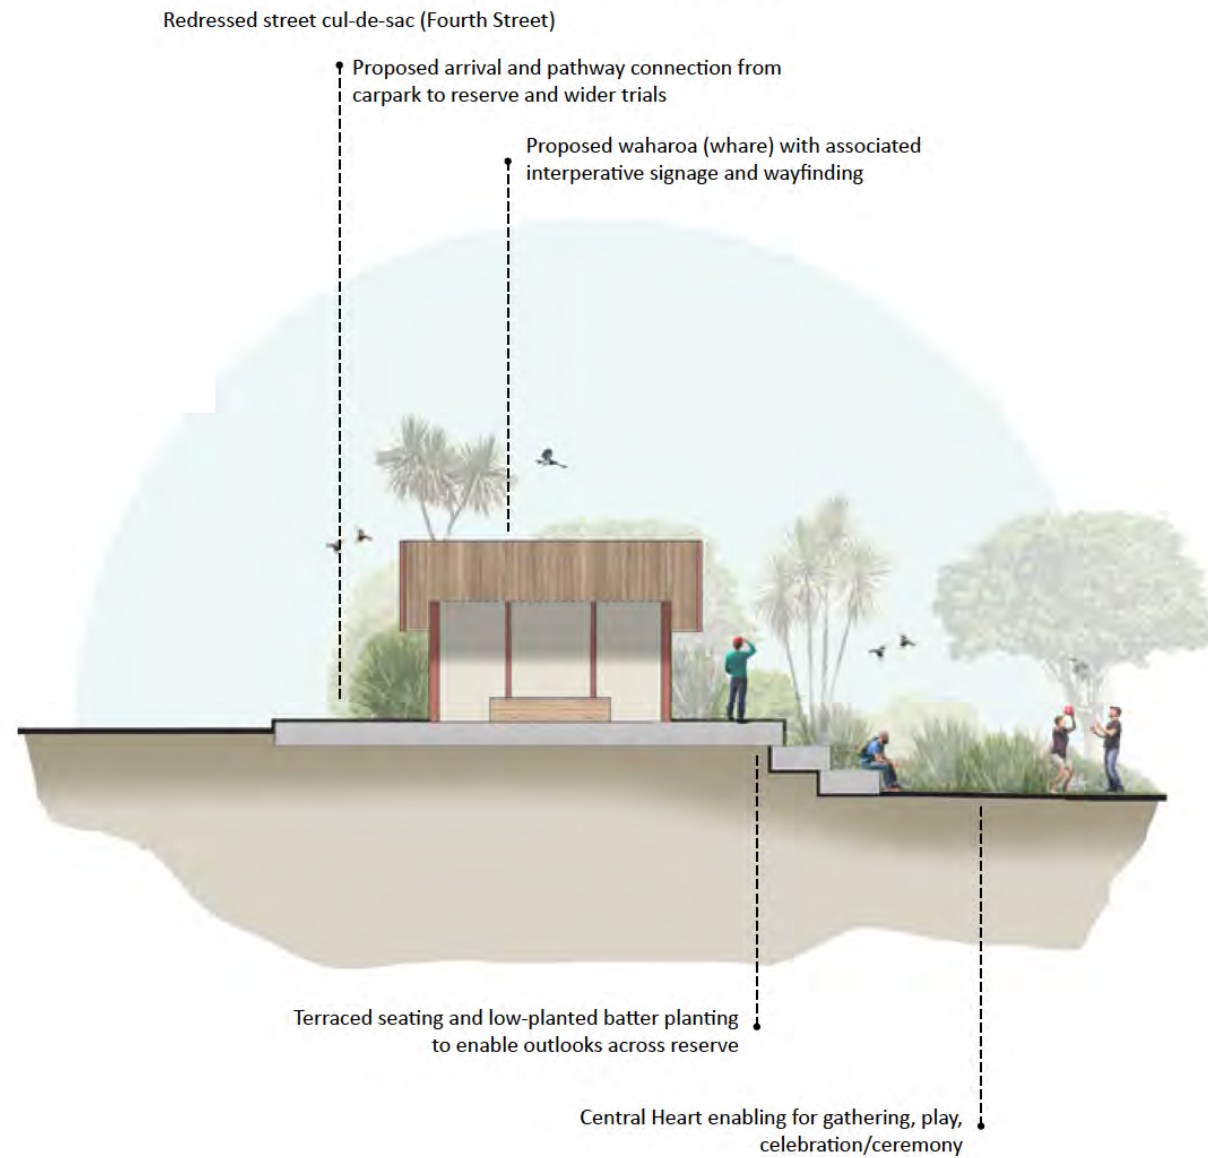 Redressed street cul-de-sac (Fourth Street)
Proposed arrival and pathway connection from
carpark to reserve and wider trials
Proposed waharoa (whare) with associated
interperative signage and wayfinding
Terraced seating and low-planted batter planting
to enable outlooks across reserve
Central Heart enabling for gathering, play,
celebration/ceremony